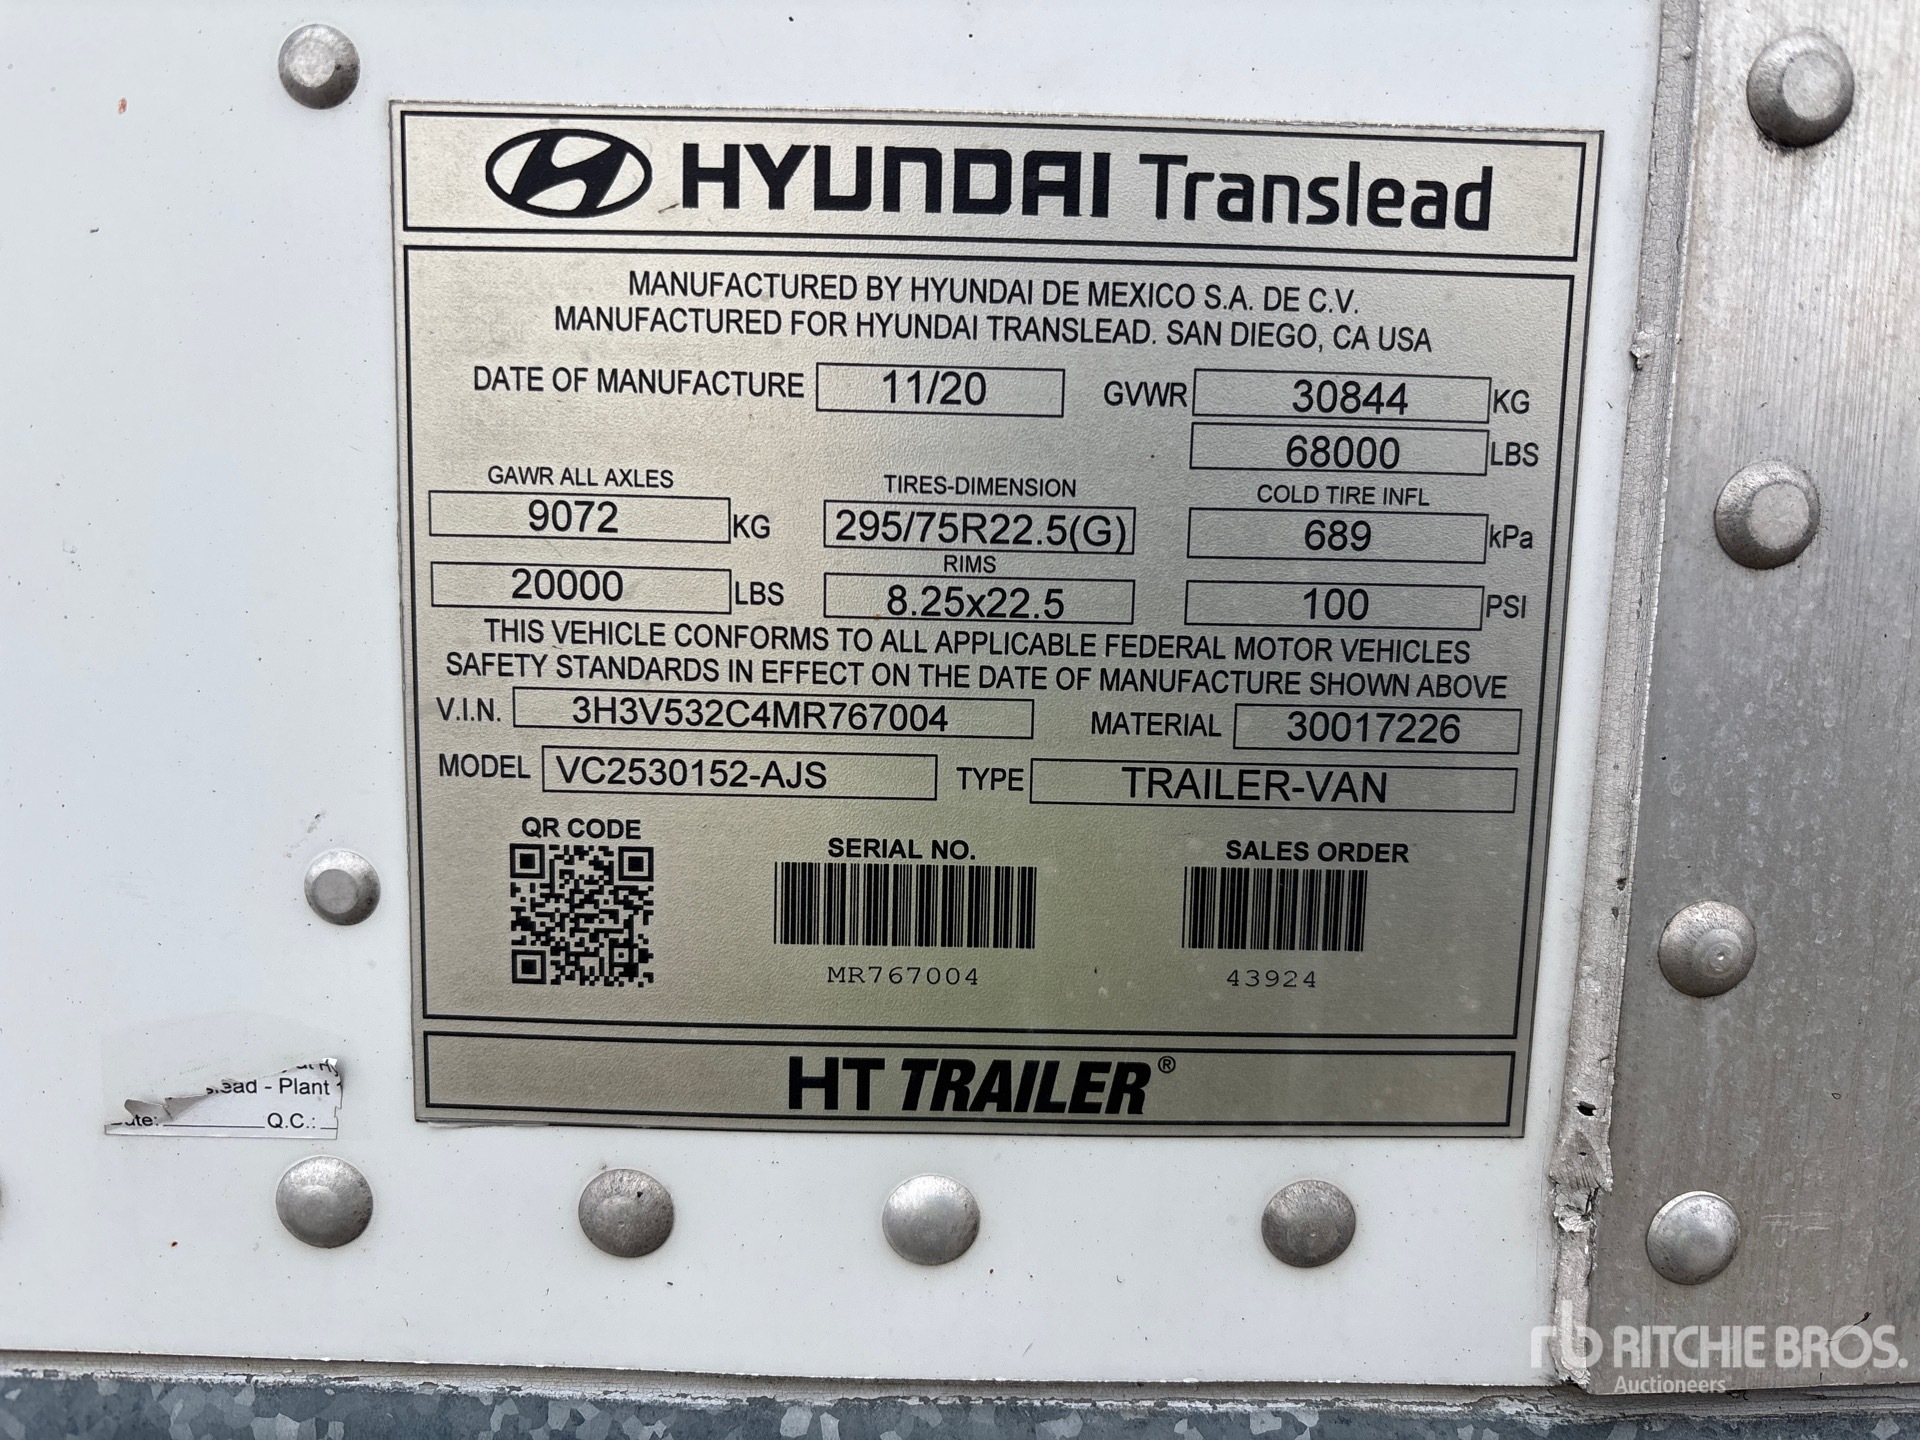 HYUNDAI Translead
MANUFACTURED BY HYUNDAI DE MEXICO S.A. DE C.V.
MANUFACTURED FOR HYUNDAI TRANSLEAD. SAN DIEGO, CA USA
DATE OF MANUFACTURE 11/20 GVWR 30844 KG
68000 LBS
GAWR ALL AXLES TIRES-DIMENSION COLD TIRE INFL
9072 KG 295/75R22.5(G) 689 kPa
RIMS
20000 LBS 8.25x22.5 100 PSI
THIS VEHICLE CONFORMS TO ALL APPLICABLE FEDERAL MOTOR VEHICLES
SAFETY STANDARDS IN EFFECT ON THE DATE OF MANUFACTURE SHOWN ABOVE
V.I.N. 3H3V532C4MR767004 MATERIAL 30017226
MODEL VC2530152-AJS TYPE TRAILER-VAN
QR CODE SERIAL NO. SALES ORDER
MR767004 43924
HT TRAILER®
- Plant
Q.C.:
RITCHIE BROS.
Auctioneers